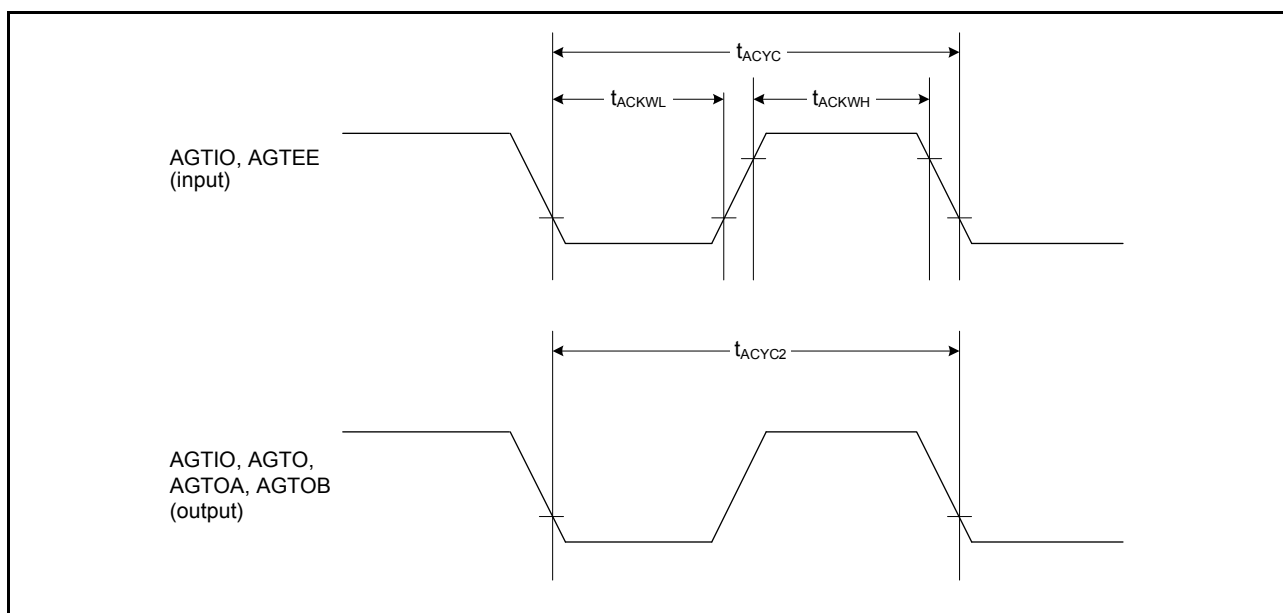 tACYC
tACKWL
tACKWH
AGTIO, AGTEE
(input)
tACYC2
AGTIO, AGTO,
AGTOA, AGTOB
(output)